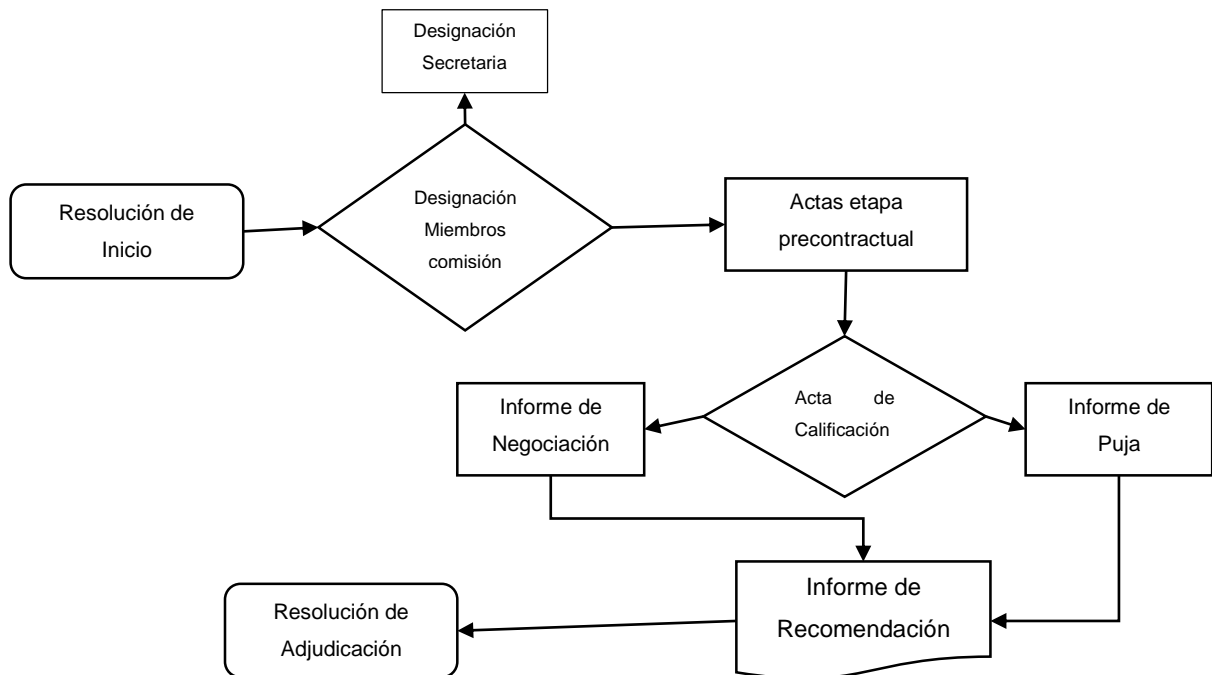 Designación
Secretaria
Resolución de
Inicio
Designación
Miembros
comisión
Actas etapa
precontractual
Informe de
Negociación
Acta de
Calificación
Informe de
Puja
Informe de
Recomendación
Resolución de
Adjudicación